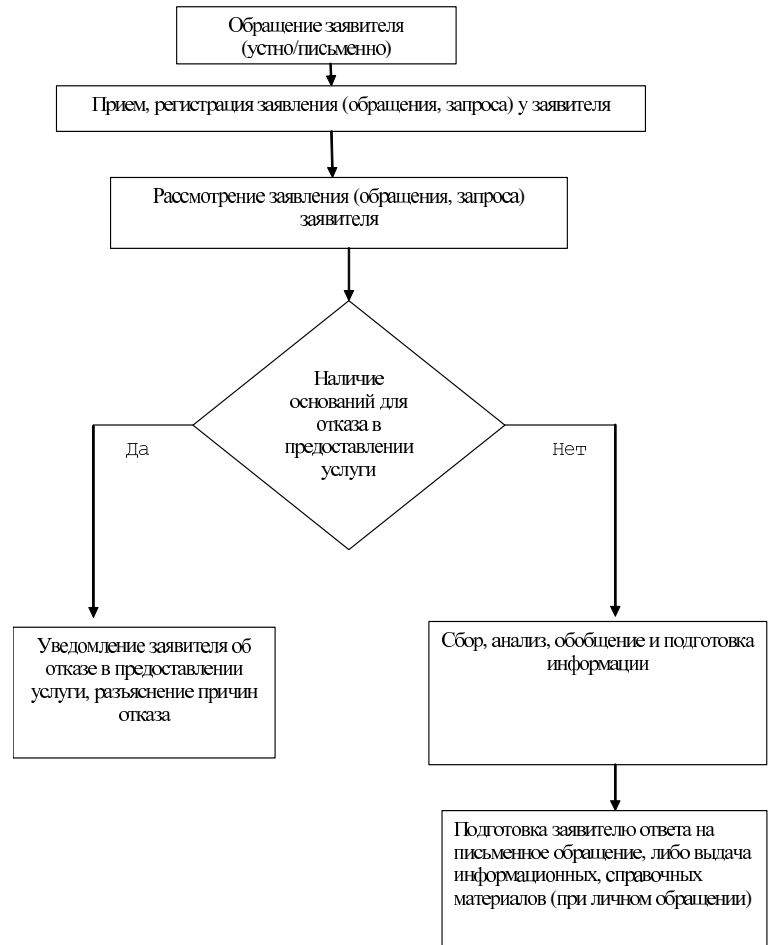 Обращение заявителя
(устно/письменно)
Прием, регистрация заявления (обращения, запроса) у заявителя
Рассмотрение заявления (обращения, запроса)
заявителя
Наличие
оснований для
отказа в
предоставлении
услуги
Да
Нет
Уведомление заявителя об
отказе в предоставлении
услуги, разъяснение причин
отказа
Сбор, анализ, обобщение и подготовка
информации
Подготовка заявителю ответа на
письменное обращение, либо выдача
информационных, справочных
материалов (при личном обращении)